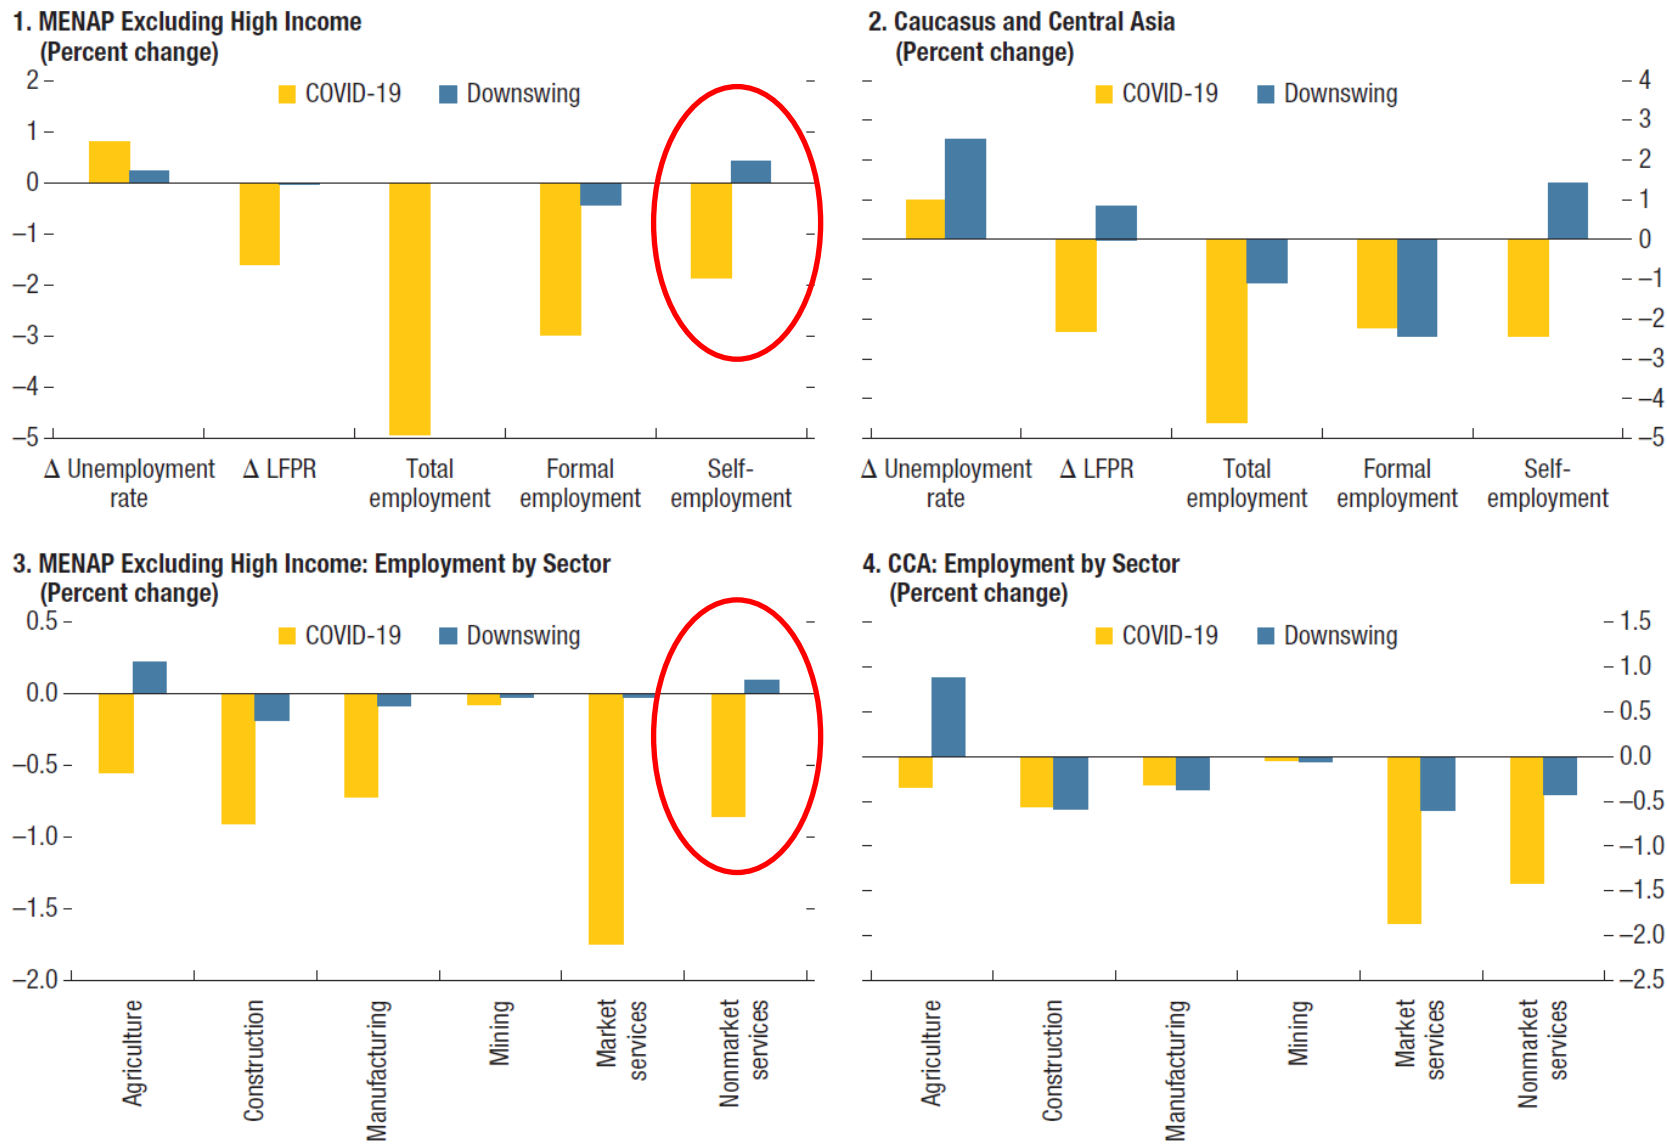 1. MENAP Excluding High Income
(Percent change)
COVID-19 Downswing
2
1
0
–1
–2
–3
–4
–5
Δ Unemployment
rate
Δ LFPR
Total
employment
Formal
employment
Self-
employment
2. Caucasus and Central Asia
(Percent change)
COVID-19 Downswing
4
3
2
1
0
–1
–2
–3
–4
–5
Δ Unemployment
rate
Δ LFPR
Total
employment
Formal
employment
Self-
employment
3. MENAP Excluding High Income: Employment by Sector
(Percent change)
COVID-19 Downswing
0.5
0.0
–0.5
–1.0
–1.5
–2.0
Agriculture
Construction
Manufacturing
Mining
Market
services
Nonmarket
services
4. CCA: Employment by Sector
(Percent change)
COVID-19 Downswing
1.5
1.0
0.5
0.0
–0.5
–1.0
–1.5
–2.0
–2.5
Agriculture
Construction
Manufacturing
Mining
Market
services
Nonmarket
services